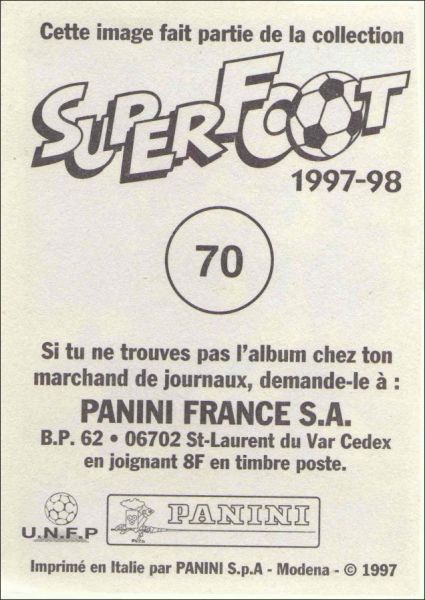 Cette image fait partie de la collection
SUPERFOOT
1997-98
70
Si tu ne trouves pas l'album chez ton
marchand de journaux, demande-le à :
PANINI FRANCE S.A.
B.P. 62 • 06702 St-Laurent du Var Cedex
en joignant 8F en timbre poste.
U.N.F.P
PANINI
Imprimé en Italie par PANINI S.p.A - Modena - © 1997